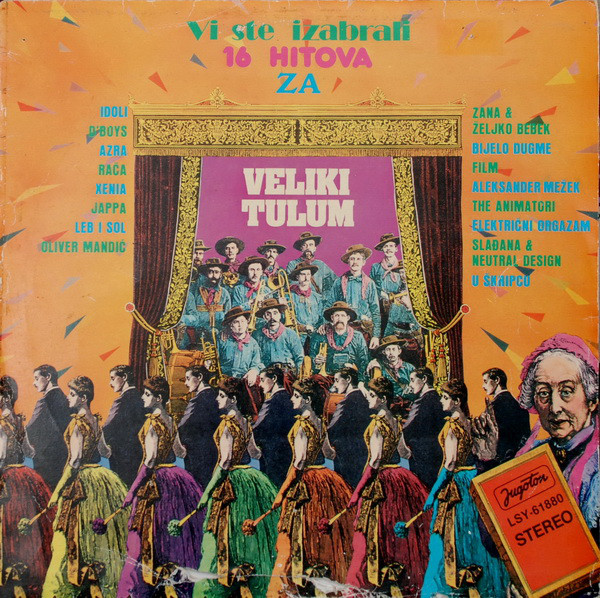 Vi ste izabrali
16 HITOVA
ZA
IDOLI
D'BOYS
AZRA
RAĆA
XENIA
JAPPA
LEB I SOL
OLIVER MANDIĆ
VELIKI
TULUM
ZANA &
ŽELJKO BEBEK
BIJELO DUGME
FILM
ALEKSANDER MEŽEK
THE ANIMATORI
ELEKTRIČNI ORGAZAM
SLAĐANA &
NEUTRAL DESIGN
U ŠKRIPCU
Jugoton
LSY-61880
STEREO